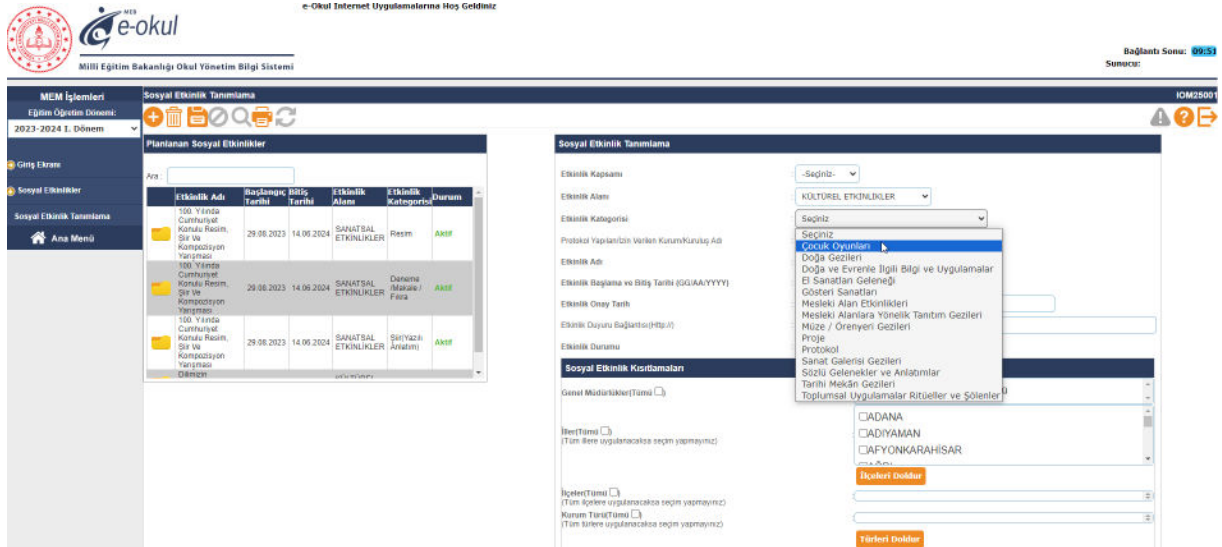 e-Okul Internet Uygulamalarına Hoş Geldiniz
MEB
e-okul
Milli Eğitim Bakanlığı Okul Yönetim Bilgi Sistemi
Bağlantı Sonu: 09:51
Sunucu:
MEM İşlemleri
Eğitim Öğretim Dönemi:
2023-2024 I. Dönem
Giriş Ekranı
Sosyal Etkinlikler
Sosyal Etkinlik Tanımlama
Ana Menü
Sosyal Etkinlik Tanımlama
IOM25001
Planlanan Sosyal Etkinlikler
Ara :
Etkinlik Adı Başlangıç Tarihi Bitiş Tarihi Etkinlik Alanı Etkinlik Kategorisi Durum
100. Yılında Cumhuriyet Konulu Resim, Şiir Ve Kompozisyon Yarışması 29.08.2023 14.06.2024 SANATSAL ETKİNLİKLER Resim Aktif
100. Yılında Cumhuriyet Konulu Resim, Şiir Ve Kompozisyon Yarışması 29.08.2023 14.06.2024 SANATSAL ETKİNLİKLER Deneme /Makale / Fıkra Aktif
100. Yılında Cumhuriyet Konulu Resim, Şiir Ve Kompozisyon Yarışması 29.08.2023 14.06.2024 SANATSAL ETKİNLİKLER Şiir(Yazılı Anlatım) Aktif
Dilimizin
Sosyal Etkinlik Tanımlama
Etkinlik Kapsamı : -Seçiniz-
Etkinlik Alanı : KÜLTÜREL ETKİNLİKLER
Etkinlik Kategorisi : Seçiniz
Seçiniz
Çocuk Oyunları
Doğa Gezileri
Doğa ve Evrenle İlgili Bilgi ve Uygulamalar
El Sanatları Geleneği
Gösteri Sanatları
Mesleki Alan Etkinlikleri
Mesleki Alanlara Yönelik Tanıtım Gezileri
Müze / Örenyeri Gezileri
Proje
Protokol
Sanat Galerisi Gezileri
Sözlü Gelenekler ve Anlatımlar
Tarihi Mekân Gezileri
Toplumsal Uygulamalar Ritüeller ve Şölenler
Protokol Yapılan/İzin Verilen Kurum/Kuruluş Adı
Etkinlik Adı
Etkinlik Başlama ve Bitiş Tarihi (GG/AA/YYYY)
Etkinlik Onay Tarih
Etkinlik Duyuru Bağlantısı(Http://)
Etkinlik Durumu
Sosyal Etkinlik Kısıtlamaları
Genel Müdürlükler(Tümü )
İller(Tümü )
(Tüm illere uygulanacaksa seçim yapmayınız)
ADANA
ADIYAMAN
AFYONKARAHİSAR
İlçeleri Doldur
İlçeler(Tümü )
(Tüm ilçelere uygulanacaksa seçim yapmayınız)
Kurum Türü(Tümü )
(Tüm türlere uygulanacaksa seçim yapmayınız)
Türleri Doldur